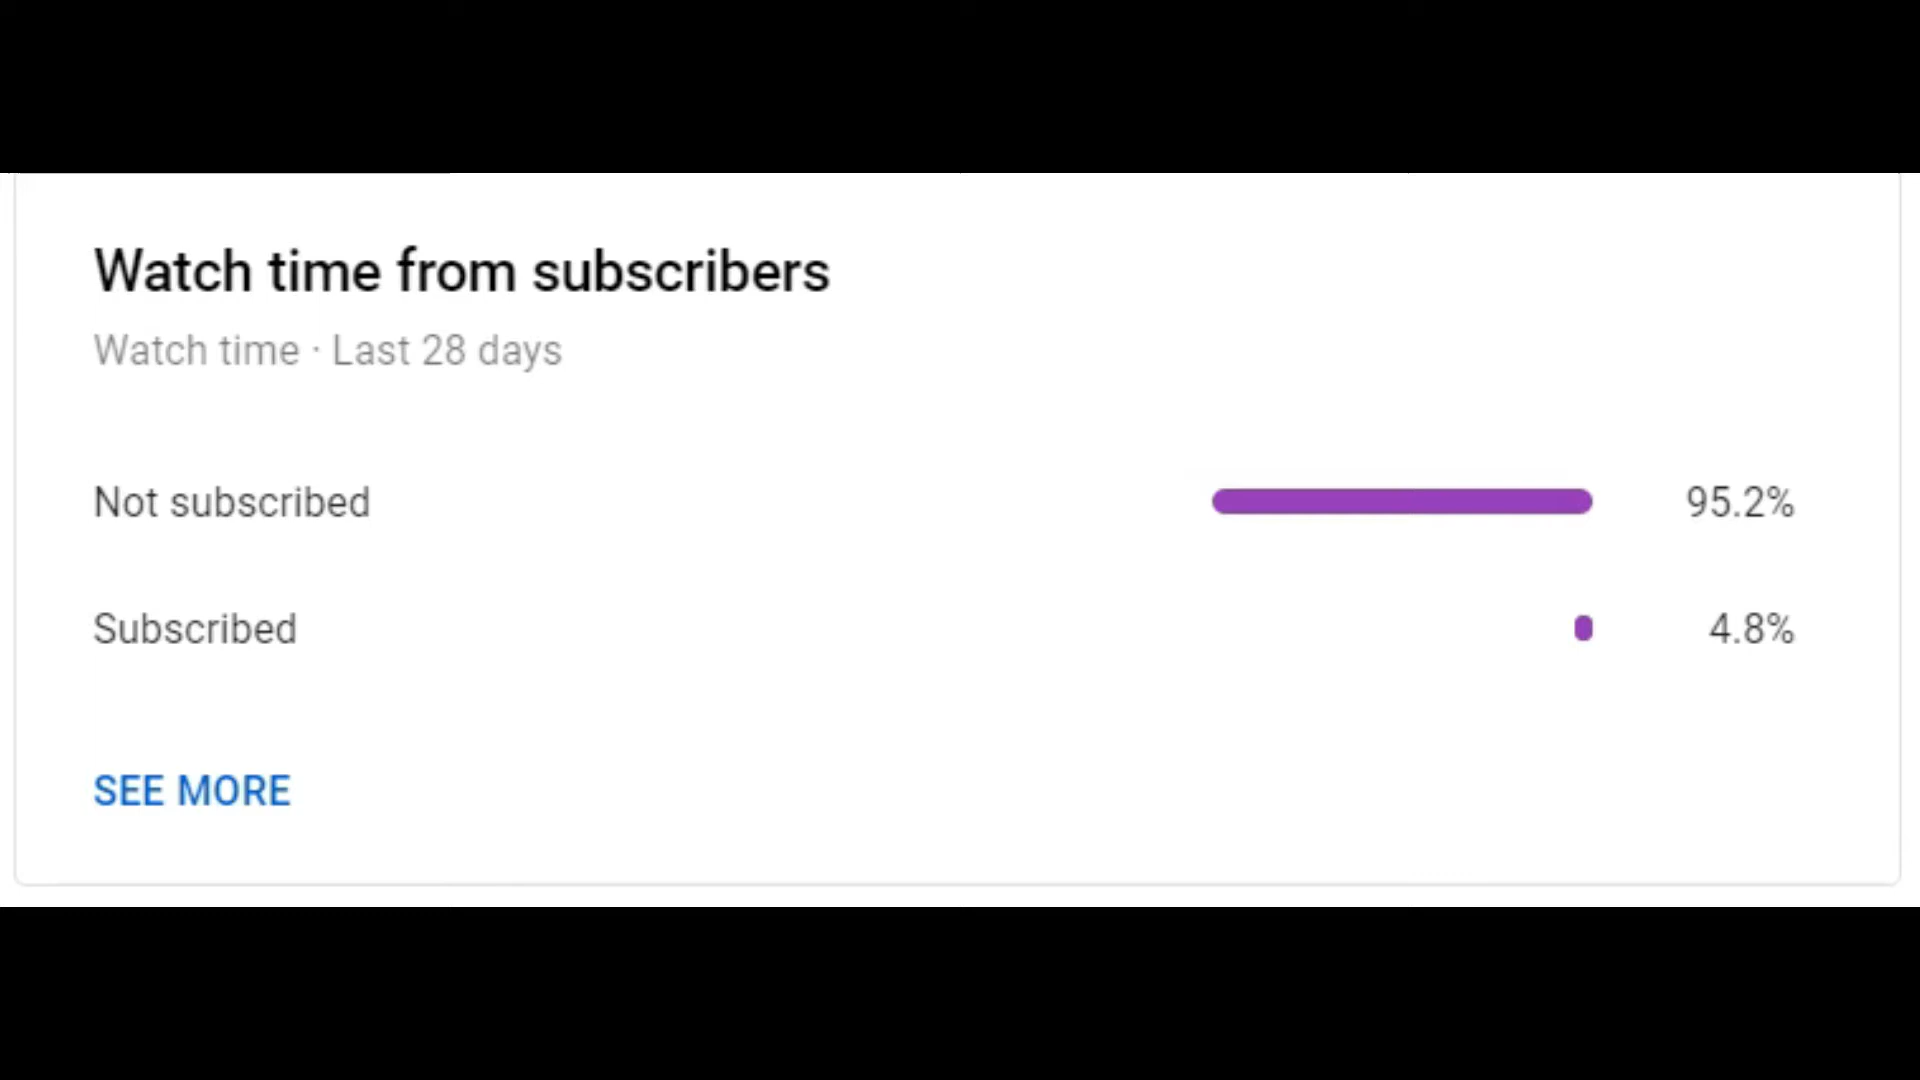 Watch time from subscribers
Watch time · Last 28 days
Not subscribed 95.2%
Subscribed 4.8%
SEE MORE